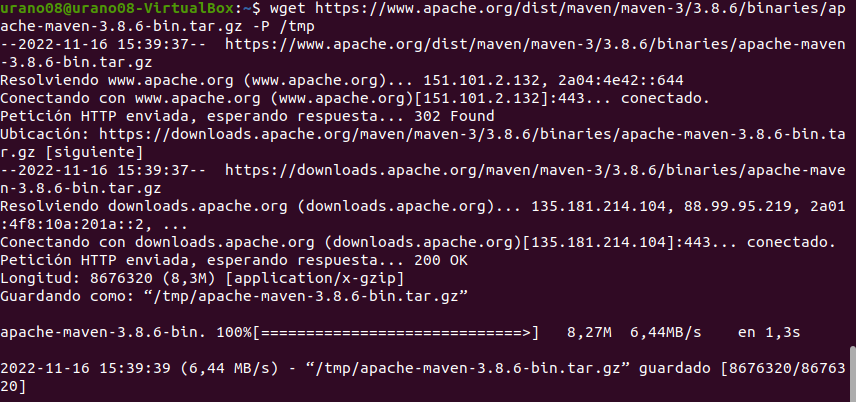 urano08@urano08-VirtualBox:~$ wget https://www.apache.org/dist/maven/maven-3/3.8.6/binaries/ap
ache-maven-3.8.6-bin.tar.gz -P /tmp
--2022-11-16 15:39:37--  https://www.apache.org/dist/maven/maven-3/3.8.6/binaries/apache-maven
-3.8.6-bin.tar.gz
Resolviendo www.apache.org (www.apache.org)... 151.101.2.132, 2a04:4e42::644
Conectando con www.apache.org (www.apache.org)[151.101.2.132]:443... conectado.
Petición HTTP enviada, esperando respuesta... 302 Found
Ubicación: https://downloads.apache.org/maven/maven-3/3.8.6/binaries/apache-maven-3.8.6-bin.ta
r.gz [siguiente]
--2022-11-16 15:39:37--  https://downloads.apache.org/maven/maven-3/3.8.6/binaries/apache-mave
n-3.8.6-bin.tar.gz
Resolviendo downloads.apache.org (downloads.apache.org)... 135.181.214.104, 88.99.95.219, 2a01
:4f8:10a:201a::2, ...
Conectando con downloads.apache.org (downloads.apache.org)[135.181.214.104]:443... conectado.
Petición HTTP enviada, esperando respuesta... 200 OK
Longitud: 8676320 (8,3M) [application/x-gzip]
Guardando como: “/tmp/apache-maven-3.8.6-bin.tar.gz”
apache-maven-3.8.6-bin. 100%[=============================>]   8,27M  6,44MB/s    en 1,3s
2022-11-16 15:39:39 (6,44 MB/s) - “/tmp/apache-maven-3.8.6-bin.tar.gz” guardado [8676320/86763
20]